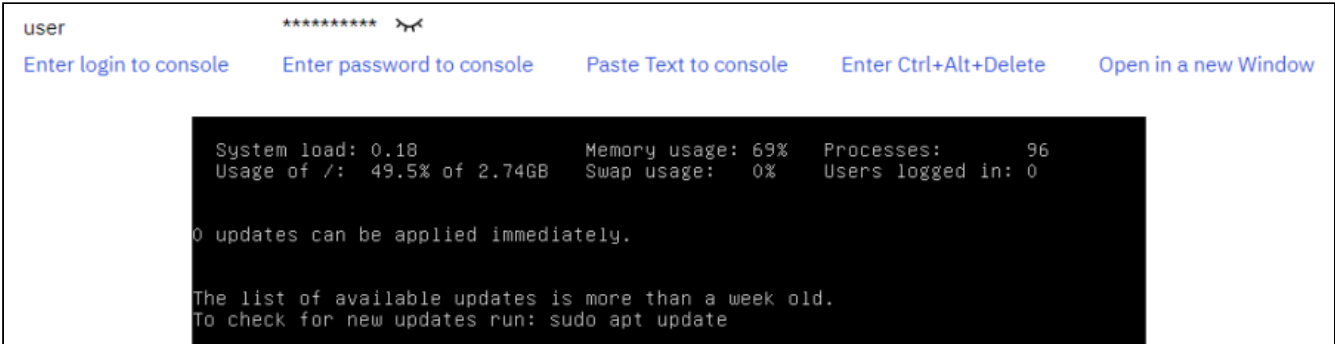 user ********** 
Enter login to console Enter password to console Paste Text to console Enter Ctrl+Alt+Delete Open in a new Window
System load: 0.18 Memory usage: 69% Processes: 96
Usage of /: 49.5% of 2.74GB Swap usage: 0% Users logged in: 0
0 updates can be applied immediately.
The list of available updates is more than a week old.
To check for new updates run: sudo apt update